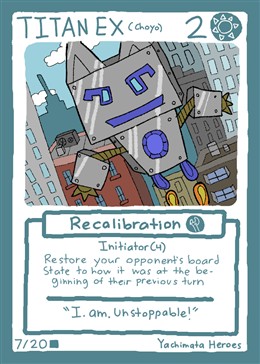 TITAN EX (Choyo) 2
Recalibration
Initiator(4)
Restore your opponent's board
State to how it was at the be-
ginning of their previous turn
"I. am. Unstoppable!"
7/20 Yachimata Heroes